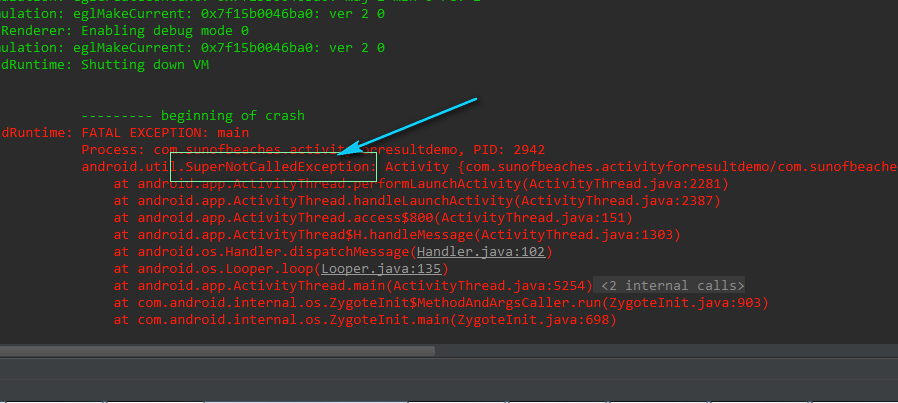 mulation: eglMakeCurrent: 0x7f15b0046ba0: ver 2 0
Renderer: Enabling debug mode 0
mulation: eglMakeCurrent: 0x7f15b0046ba0: ver 2 0
dRuntime: Shutting down VM
--------- beginning of crash
dRuntime: FATAL EXCEPTION: main
Process: com.sunofbeaches.activityforresultdemo, PID: 2942
android.util.SuperNotCalledException: Activity {com.sunofbeaches.activityforresultdemo/com.sunofbeache
at android.app.ActivityThread.performLaunchActivity(ActivityThread.java:2281)
at android.app.ActivityThread.handleLaunchActivity(ActivityThread.java:2387)
at android.app.ActivityThread.access$800(ActivityThread.java:151)
at android.app.ActivityThread$H.handleMessage(ActivityThread.java:1303)
at android.os.Handler.dispatchMessage(Handler.java:102)
at android.os.Looper.loop(Looper.java:135)
at android.app.ActivityThread.main(ActivityThread.java:5254) <2 internal calls>
at com.android.internal.os.ZygoteInit$MethodAndArgsCaller.run(ZygoteInit.java:903)
at com.android.internal.os.ZygoteInit.main(ZygoteInit.java:698)